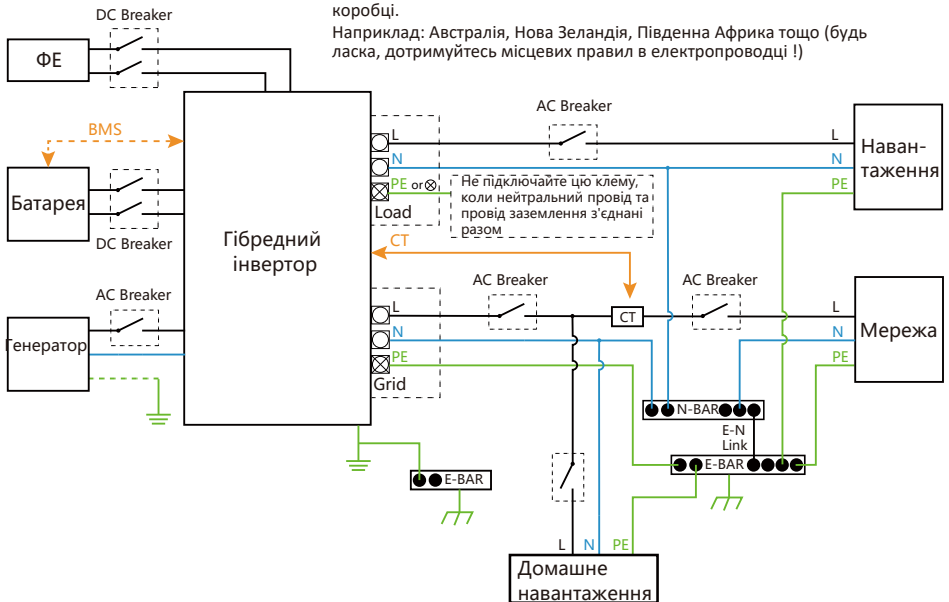 коробці.
Наприклад: Австралія, Нова Зеландія, Південна Африка тощо (будь
ласка, дотримуйтесь місцевих правил в електропроводці !)
DC Breaker
ФЕ
BMS
Батарея
DC Breaker
AC Breaker
Генератор
Гібредний
інвертор
L
N
PE or
Load
Не підключайте цю клему,
коли нейтральний провід та
провід заземлення з'єднані
разом
CT
AC Breaker
L
N
PE
Наван-
таження
L
N
PE
Grid
AC Breaker
CT
AC Breaker
L
N
PE
Мережа
N-BAR
E-N
Link
E-BAR
E-BAR
L
N
PE
Домашне
навантаження